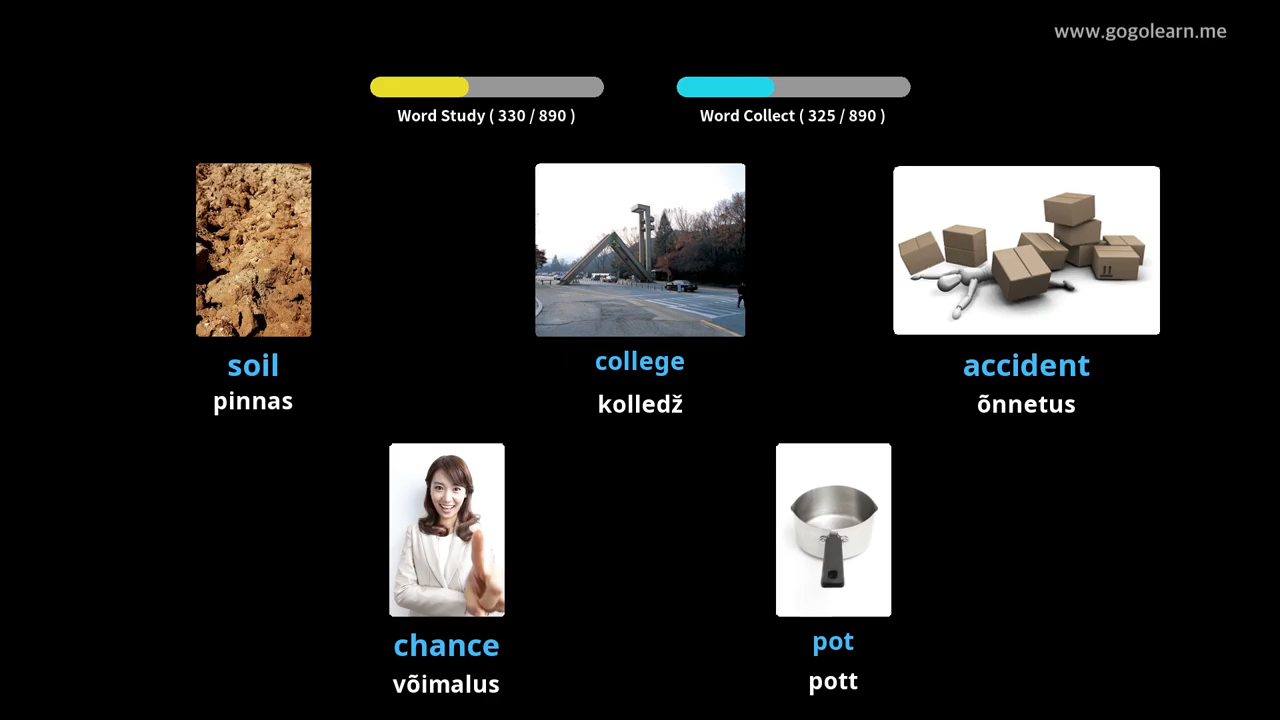 www.gogolearn.me
Word Study ( 330 / 890 )
Word Collect ( 325 / 890 )
soil
pinnas
college
kolledž
accident
õnnetus
chance
võimalus
pot
pott